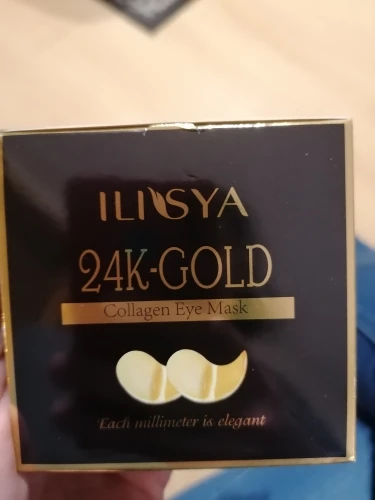 ILISYA
24K-GOLD
Collagen Eye Mask
Each millimeter is elegant